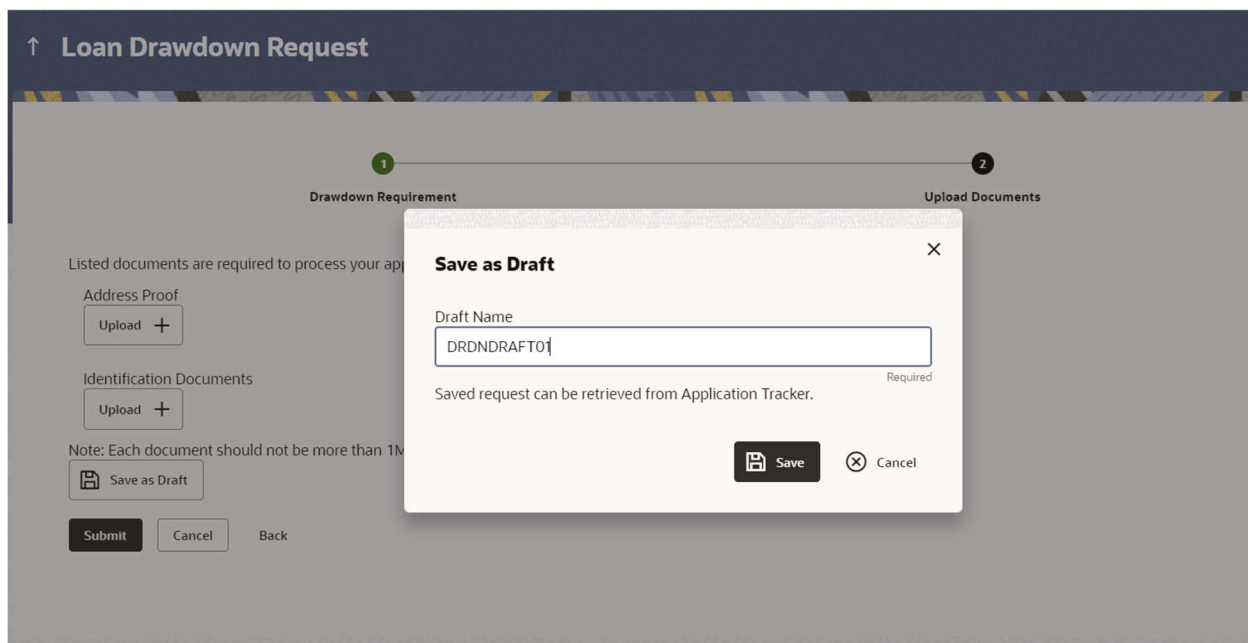 Loan Drawdown Request
1
2
Drawdown Requirement
Upload Documents
Listed documents are required to process your
Address Proof
Upload
Identification Documents
Upload
Note: Each document should not be more than
Save as Draft
Submit
Cancel
Back
Save as Draft
Draft Name
DRDNDRAFT01
Required
Saved request can be retrieved from Application Tracker.
Save
Cancel